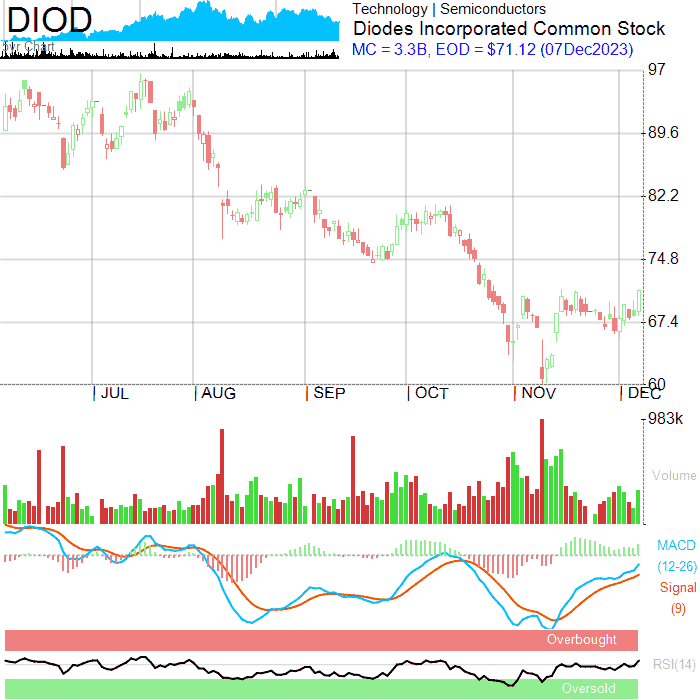 DIOD
3yr Chart
Technology | Semiconductors
Diodes Incorporated Common Stock
MC = 3.3B, EOD = $71.12 (07Dec2023)
97
89.6
82.2
74.8
67.4
60
| JUL | AUG | SEP | OCT | NOV | DEC
983k
Volume
MACD
(12-26)
Signal
(9)
Overbought
RSI(14)
Oversold